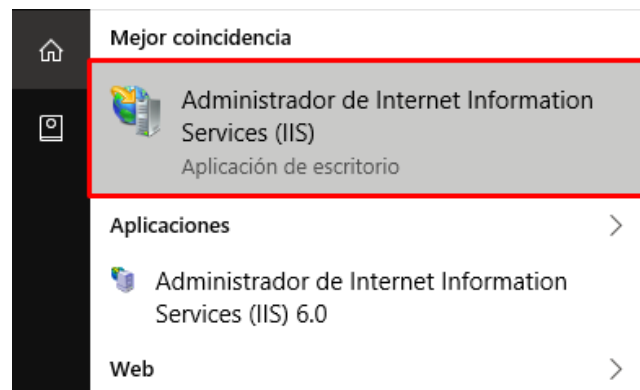 Mejor coincidencia
Administrador de Internet Information
Services (IIS)
Aplicación de escritorio
Aplicaciones
Administrador de Internet Information
Services (IIS) 6.0
Web